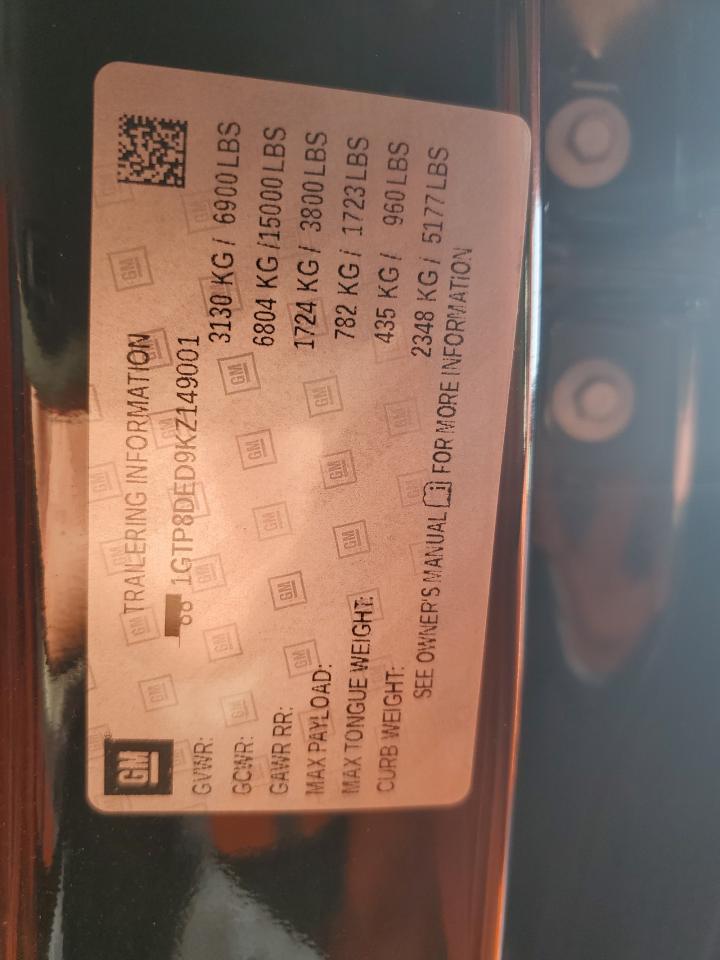 GM
TRAILERING INFORMATION
1GTP8DED9KZ149001
GVWR: 3130 KG / 6900 LBS
GCWR: 6804 KG / 15000 LBS
GAWR RR: 1724 KG / 3800 LBS
MAX PAYLOAD: 782 KG / 1723 LBS
MAX TONGUE WEIGHT: 435 KG / 960 LBS
CURB WEIGHT: 2348 KG / 5177 LBS
SEE OWNER'S MANUAL FOR MORE INFORMATION